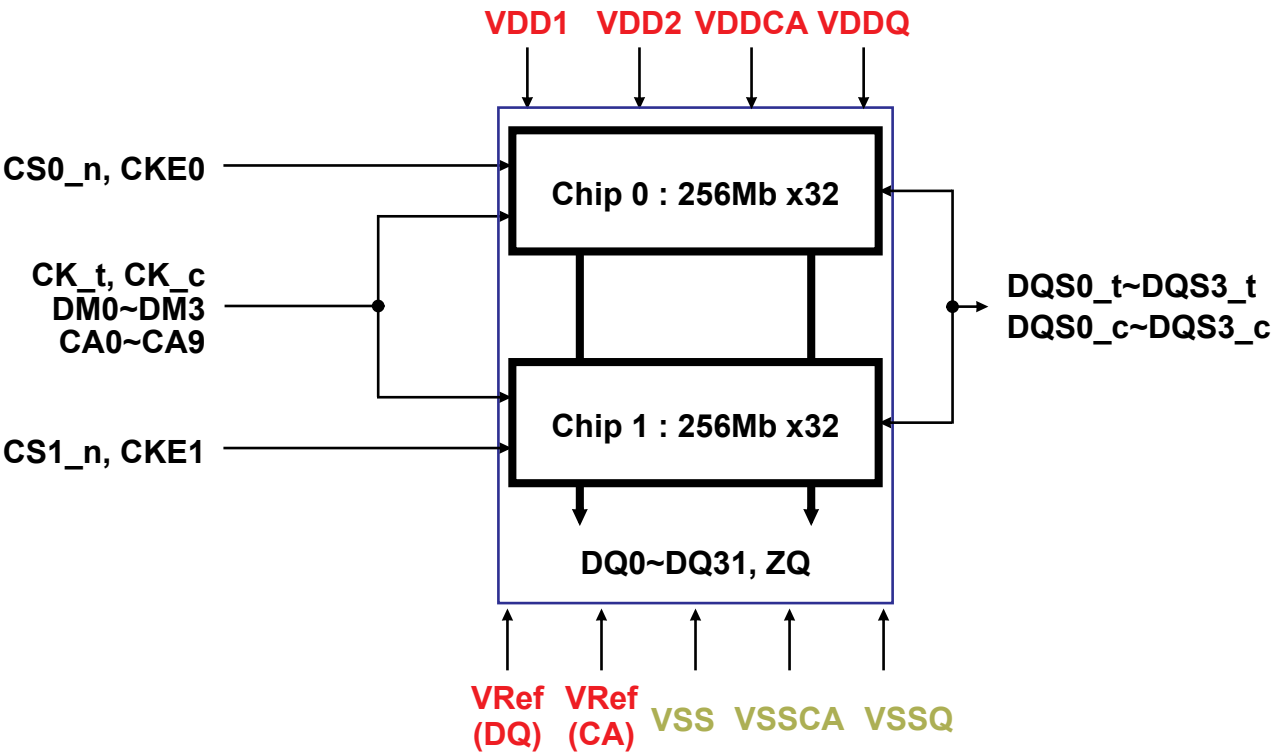 VDD1 VDD2 VDDCA VDDQ
CS0_n, CKE0
Chip 0 : 256Mb x32
CK_t, CK_c
DM0~DM3
CA0~CA9
DQS0_t~DQS3_t
DQS0_c~DQS3_c
Chip 1 : 256Mb x32
CS1_n, CKE1
DQ0~DQ31, ZQ
VRef
(DQ)
VRef
(CA)
VSS VSSCA VSSQ